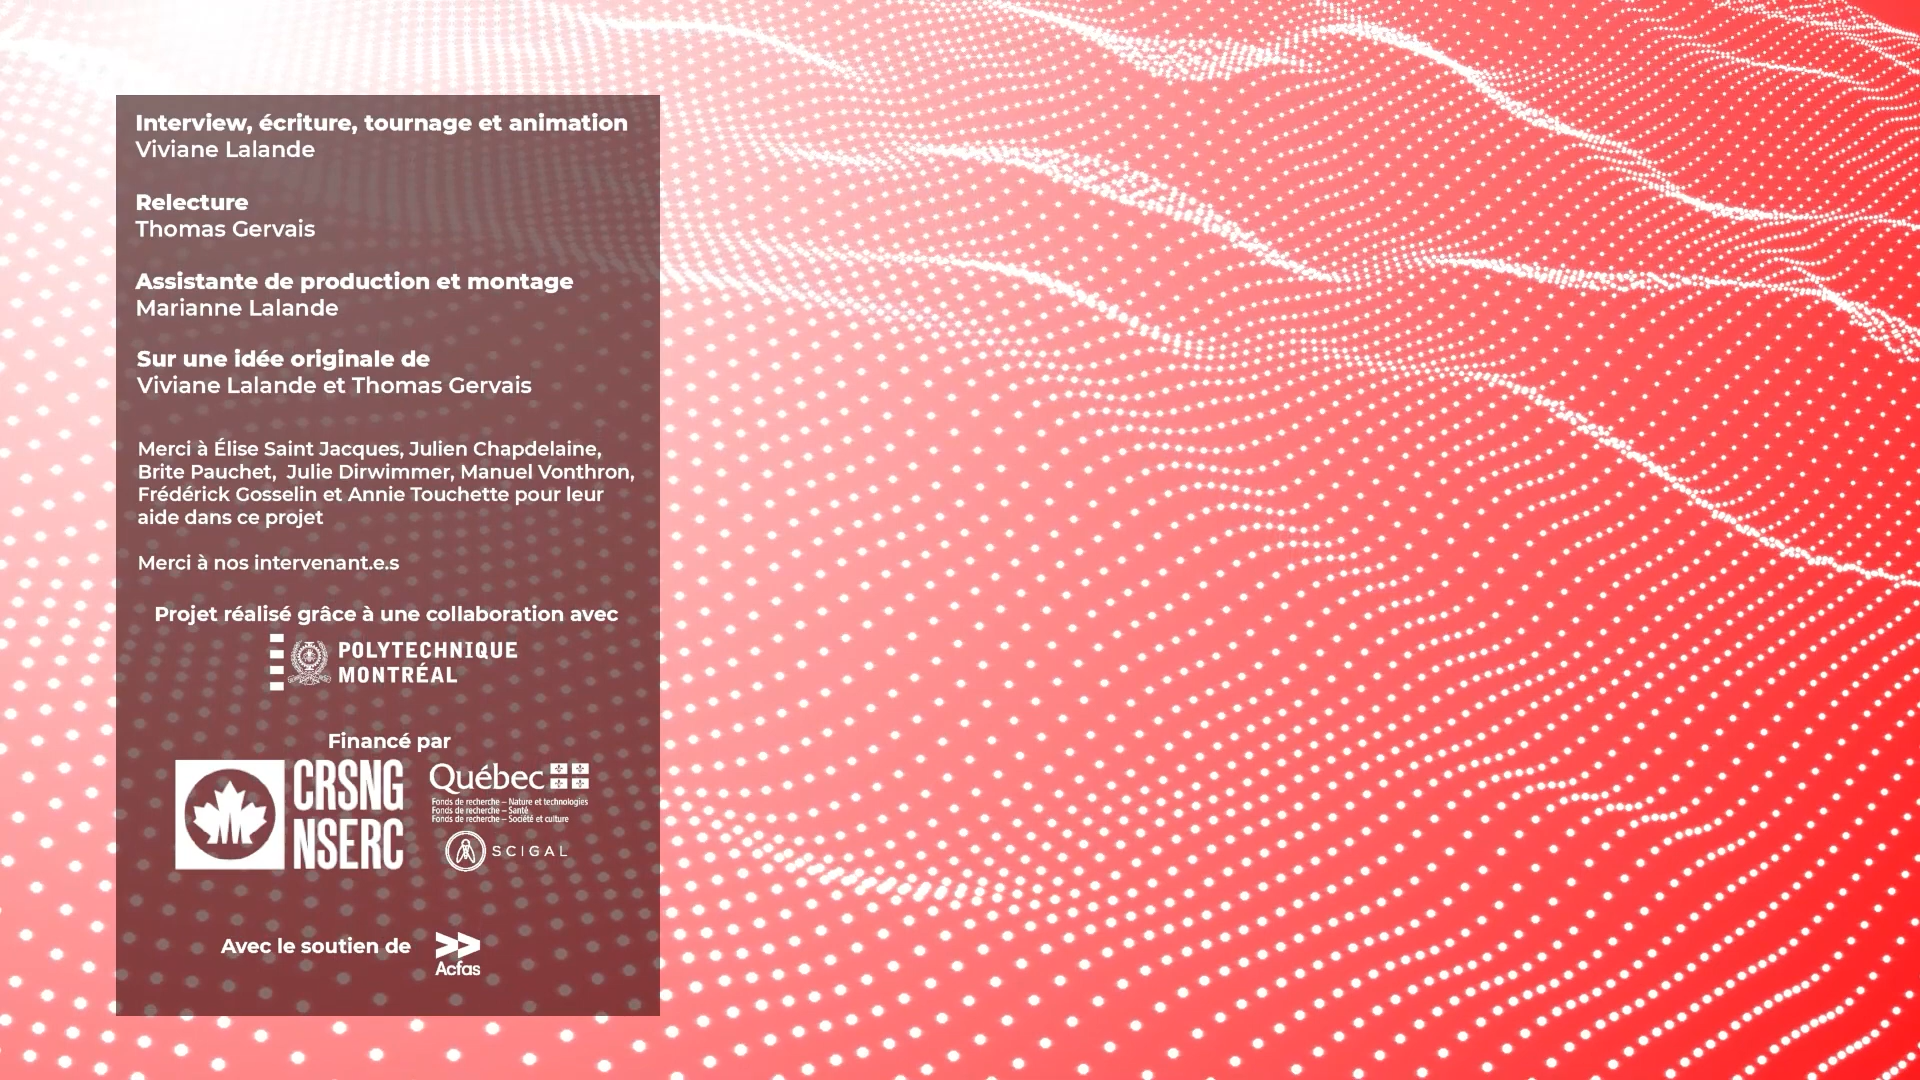 Interview, écriture, tournage et animation
Viviane Lalande
Relecture
Thomas Gervais
Assistante de production et montage
Marianne Lalande
Sur une idée originale de
Viviane Lalande et Thomas Gervais
Merci à Élise Saint Jacques, Julien Chapdelaine,
Brite Pauchet,  Julie Dirwimmer, Manuel Vonthron,
Frédérick Gosselin et Annie Touchette pour leur
aide dans ce projet
Merci à nos intervenant.e.s
Projet réalisé grâce à une collaboration avec
POLYTECHNIQUE
MONTRÉAL
Financé par
CRSNG
NSERC
Québec
Fonds de recherche – Nature et technologies
Fonds de recherche – Santé
Fonds de recherche – Société et culture
SCIGAL
Avec le soutien de
Acfas